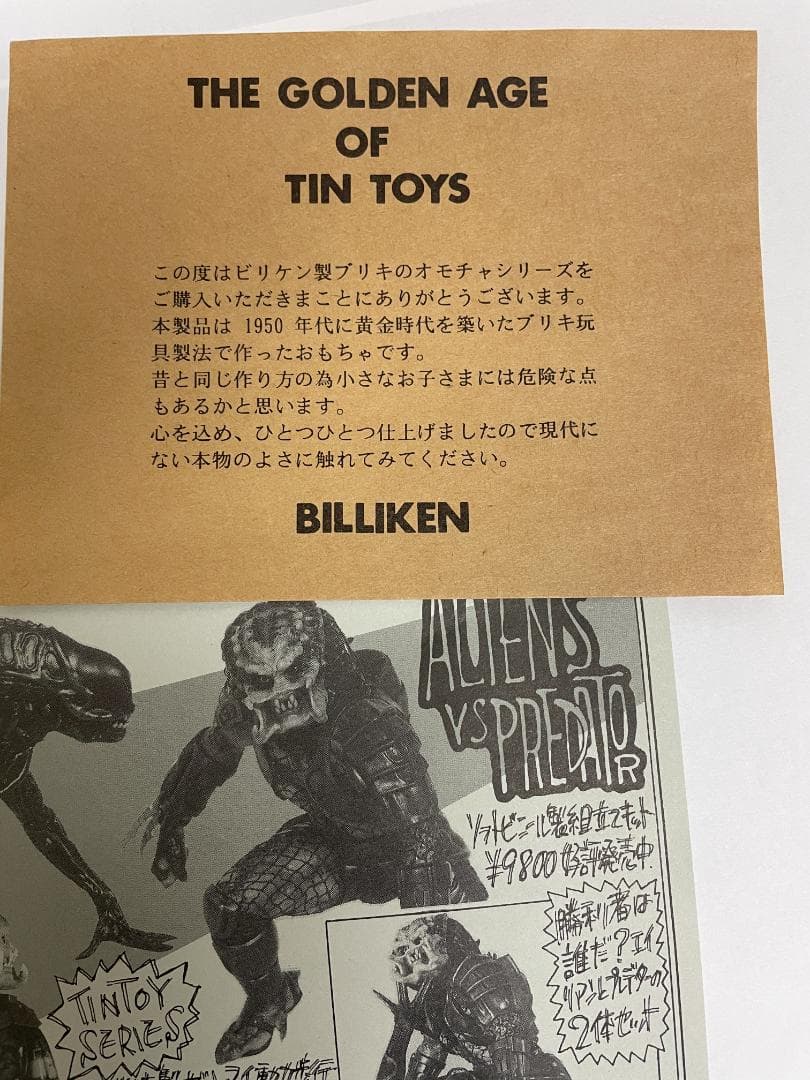 THE GOLDEN AGE
OF
TIN TOYS
この度はビリケン製ブリキのオモチャシリーズを
ご購入いただきまことにありがとうございます。
本製品は 1950 年代に黄金時代を築いたブリキ玩
具製法で作ったおもちゃです。
昔と同じ作り方の為小さなお子さまには危険な点
もあるかと思います。
心を込め、ひとつひとつ仕上げましたので現代に
ない本物のよさに触れてみてください。
BILLIKEN
ALIENS
VS PREDATOR
ソフトビニール製組立てキット
¥9800 好評発売中.
勝利者は
誰だ?エイ
リアンとプレデターの
2体セット
TINTOY
SERIES